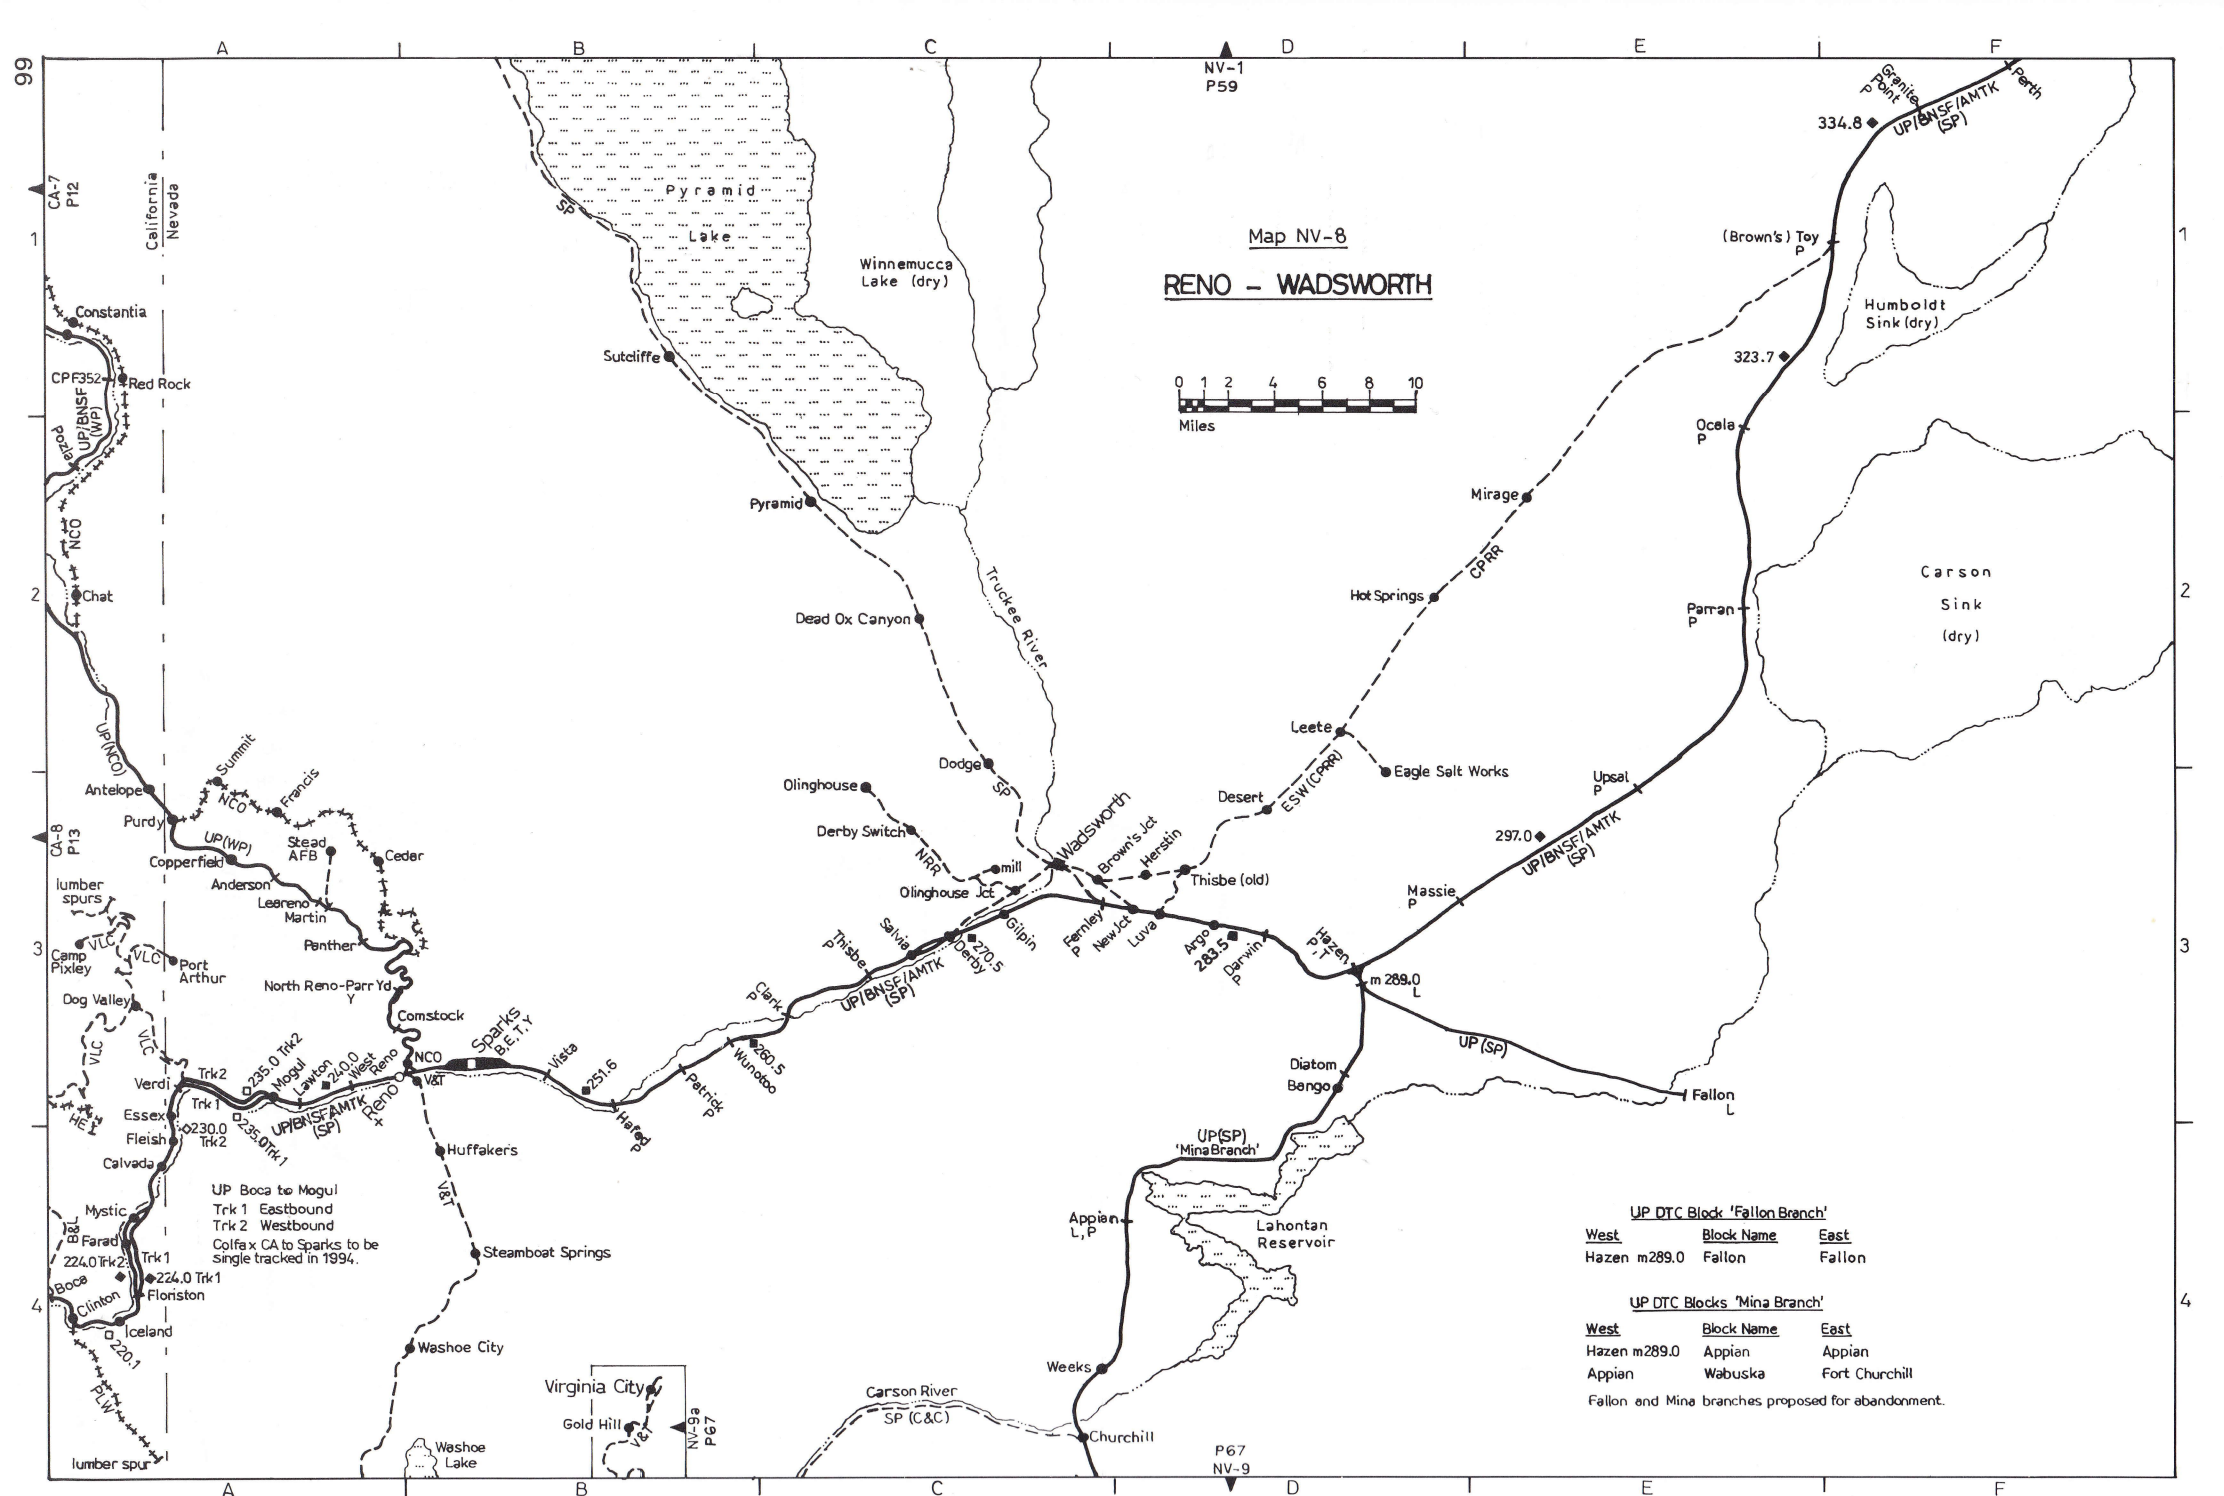 A
B
C
D
E
F
99
NV-1
P59
Perth
Granite
Point
P
UP/BNSF/AMTK
(SP)
334.8
CA-7
P12
California
Nevada
Pyramid
Lake
SP
1
1
Map NV-8
RENO – WADSWORTH
(Brown's) Toy
P
Winnemucca
Lake (dry)
Humboldt
Sink (dry)
Constantia
Sutcliffe
323.7
CPF352
Red Rock
UP/BNSF
(WP)
0 1 2 4 6 8 10
Miles
Pozla
Ocala
P
Pyramid
Mirage
NCO
CPRR
Carson
Sink
(dry)
2
Chat
Truckee River
Hot Springs
2
Dead Ox Canyon
Parran
P
UP(NCO)
Leete
Summit
Dodge
Eagle Salt Works
Antelope
NCO
Francis
Olinghouse
SP
ESW (CPRR)
Upsal
P
Purdy
Desert
CA-8
P13
UP(WP)
Stead
AFB
Derby Switch
Wadsworth
Brown's Jct
Herstin
297.0
UP/BNSF/AMTK
(SP)
Copperfield
Cedar
NRR
mill
Thisbe (old)
lumber
spurs
Anderson
Olinghouse Jct
Massie
P
Leareno
Martin
VLC
Panther
Salvia
Gilpin
Fernley
P
New Jct
Luva
Argo
283.5
Darwin
P
Hazen
P,T
3
Camp
Pixley
VLC
Port
Arthur
Thisbe
P
Derby
270.5
3
North Reno-Parr Yd
Y
UP/BNSF/AMTK
(SP)
m 289.0
L
Dog Valley
Clark
P
Comstock
VLC
VLC
Sparks
B,E,T,Y
UP (SP)
Verdi
Trk2
235.0 Trk2
Mogul
Lawton
240.0
West
Reno
NCO
V&T
Vista
251.6
Wunotoo
260.5
Diatom
Bango
Trk 1
Reno
Patrick
P
Fallon
L
HE
Essex
230.0
Trk2
235.0Trk1
UP/BNSF/AMTK
(SP)
Hafed
P
Fleish
Huffakers
UP(SP)
'Mina Branch'
Calvada
UP Boca to Mogul
Trk 1 Eastbound
Trk 2 Westbound
Colfax CA to Sparks to be
single tracked in 1994.
V&T
Mystic
B&L
Farad
Trk1
Appian
L,P
Lahontan
Reservoir
UP DTC Block 'Fallon Branch'
West Block Name East
Hazen m289.0 Fallon Fallon
224.0 Trk2
224.0 Trk1
Steamboat Springs
Boca
Clinton
Floriston
4
Iceland
220.1
4
UP DTC Blocks 'Mina Branch'
West Block Name East
Hazen m289.0 Appian Appian
Appian Wabuska Fort Churchill
Fallon and Mina branches proposed for abandonment.
Washoe City
Weeks
PLW
Virginia City
Gold Hill
V&T
NV-9a
P67
Carson River
SP (C&C)
Churchill
lumber spur
Washoe
Lake
P67
NV-9
A
B
C
D
E
F